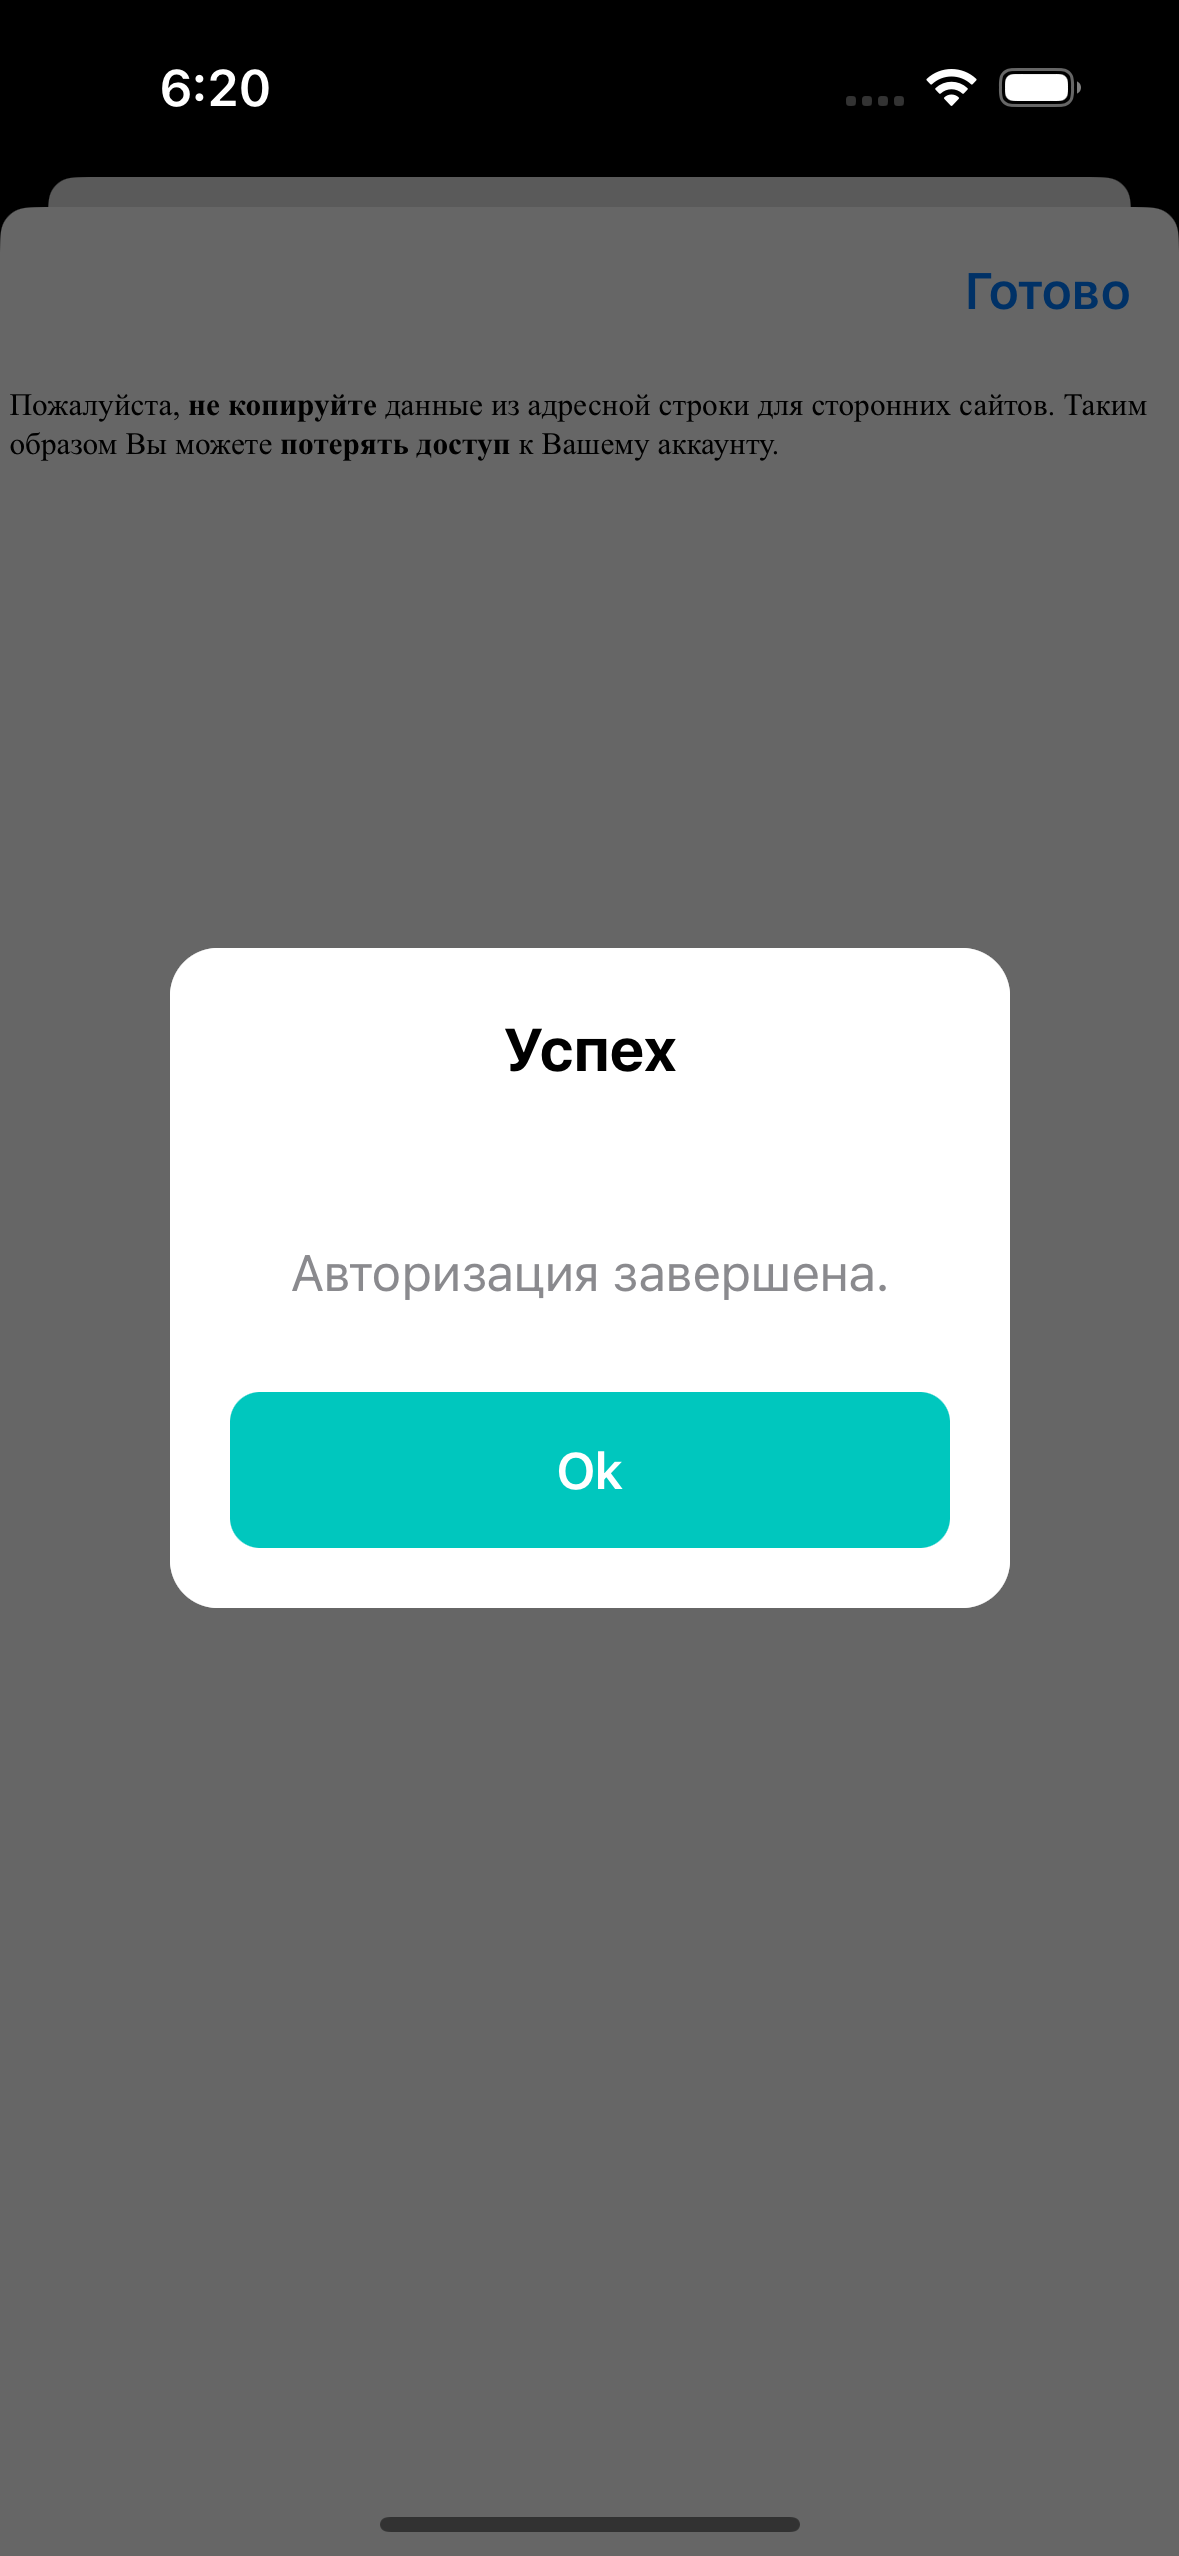 6:20
Готово
Пожалуйста, не копируйте данные из адресной строки для сторонних сайтов. Таким
образом Вы можете потерять доступ к Вашему аккаунту.
Успех
Авторизация завершена.
Ok